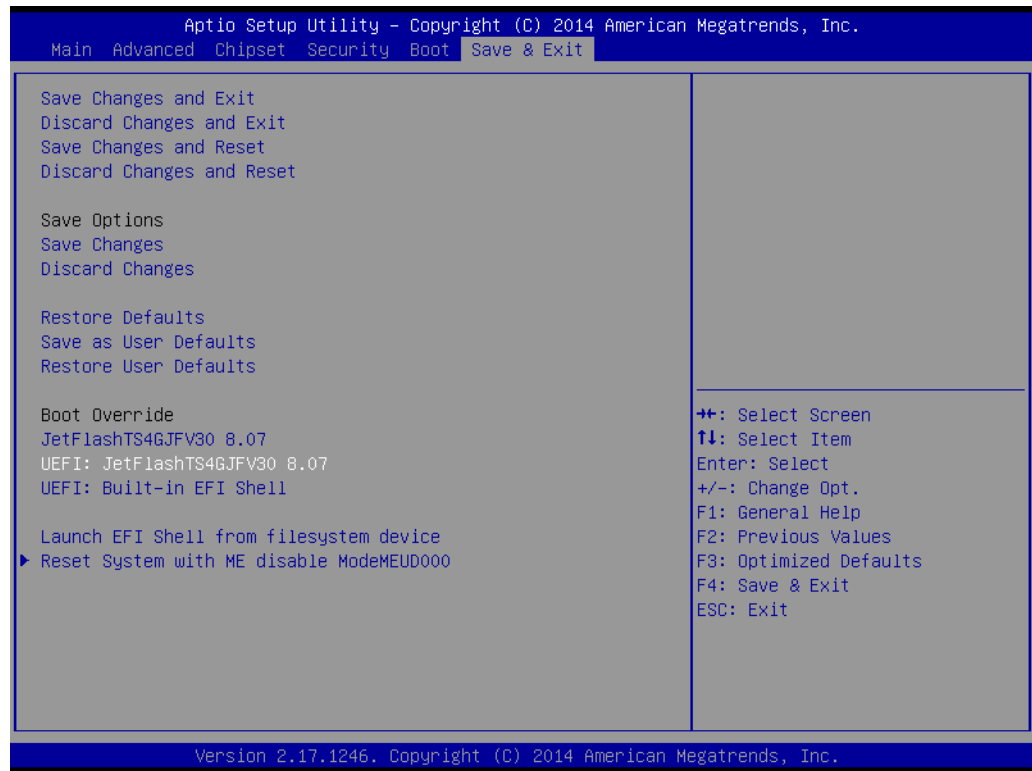 Aptio Setup Utility – Copyright (C) 2014 American Megatrends, Inc.
Main Advanced Chipset Security Boot Save & Exit
Save Changes and Exit
Discard Changes and Exit
Save Changes and Reset
Discard Changes and Reset
Save Options
Save Changes
Discard Changes
Restore Defaults
Save as User Defaults
Restore User Defaults
Boot Override
JetFlashTS4GJFV30 8.07
UEFI: JetFlashTS4GJFV30 8.07
UEFI: Built-in EFI Shell
Launch EFI Shell from filesystem device
▶ Reset System with ME disable ModeMEUD000
→←: Select Screen
↑↓: Select Item
Enter: Select
+/-: Change Opt.
F1: General Help
F2: Previous Values
F3: Optimized Defaults
F4: Save & Exit
ESC: Exit
Version 2.17.1246. Copyright (C) 2014 American Megatrends, Inc.